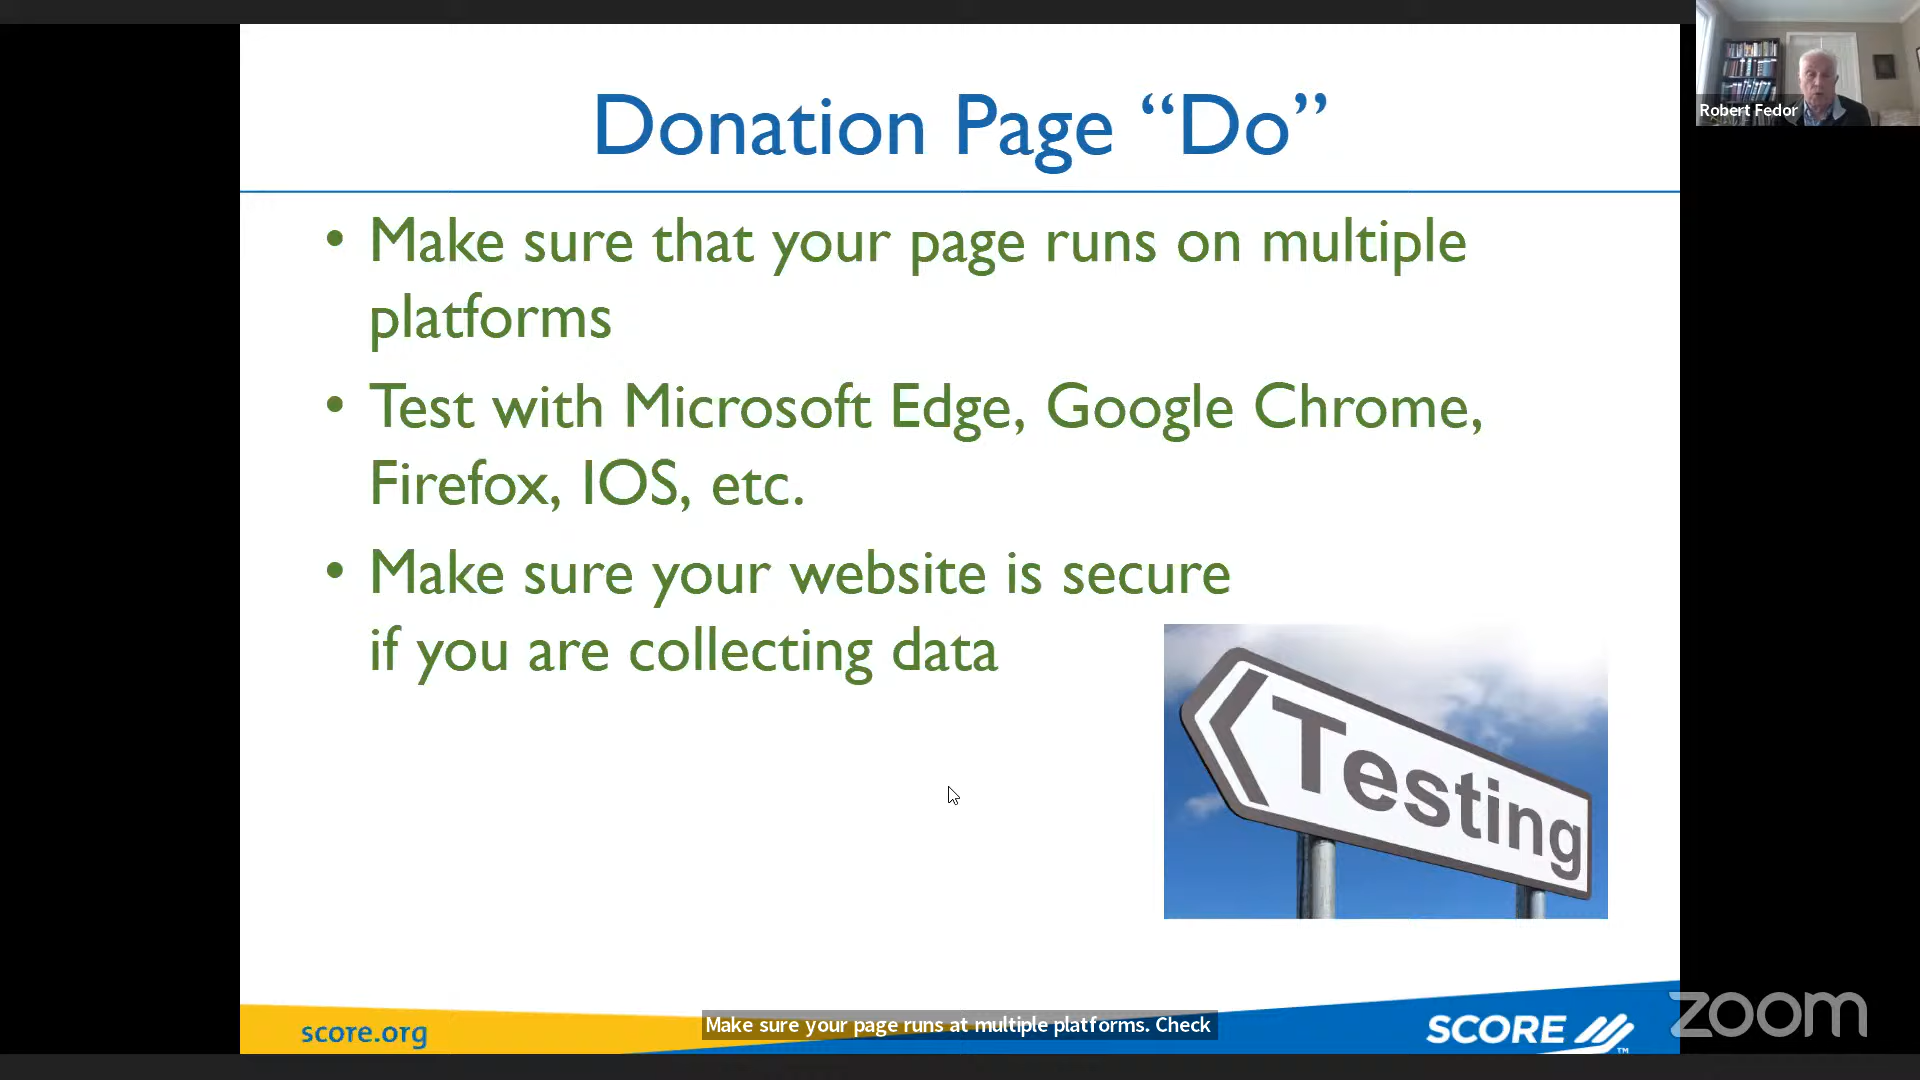 Donation Page “Do”
Robert Fedor
• Make sure that your page runs on multiple
platforms
• Test with Microsoft Edge, Google Chrome,
Firefox, IOS, etc.
• Make sure your website is secure
if you are collecting data
Testing
score.org
Make sure your page runs at multiple platforms. Check
SCORE
TM
zoom